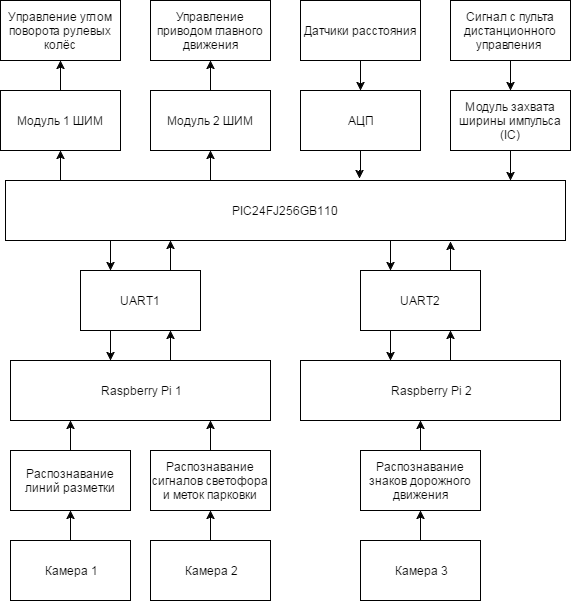 Управление углом
поворота рулевых
колёс
Управление
приводом главного
движения
Датчики расстояния
Сигнал с пульта
дистанционного
управления
Модуль 1 ШИМ
Модуль 2 ШИМ
АЦП
Модуль захвата
ширины импульса
(IC)
PIC24FJ256GB110
UART1
UART2
Raspberry Pi 1
Raspberry Pi 2
Распознавание
линий разметки
Распознавание
сигналов светофора
и меток парковки
Распознавание
знаков дорожного
движения
Камера 1
Камера 2
Камера 3